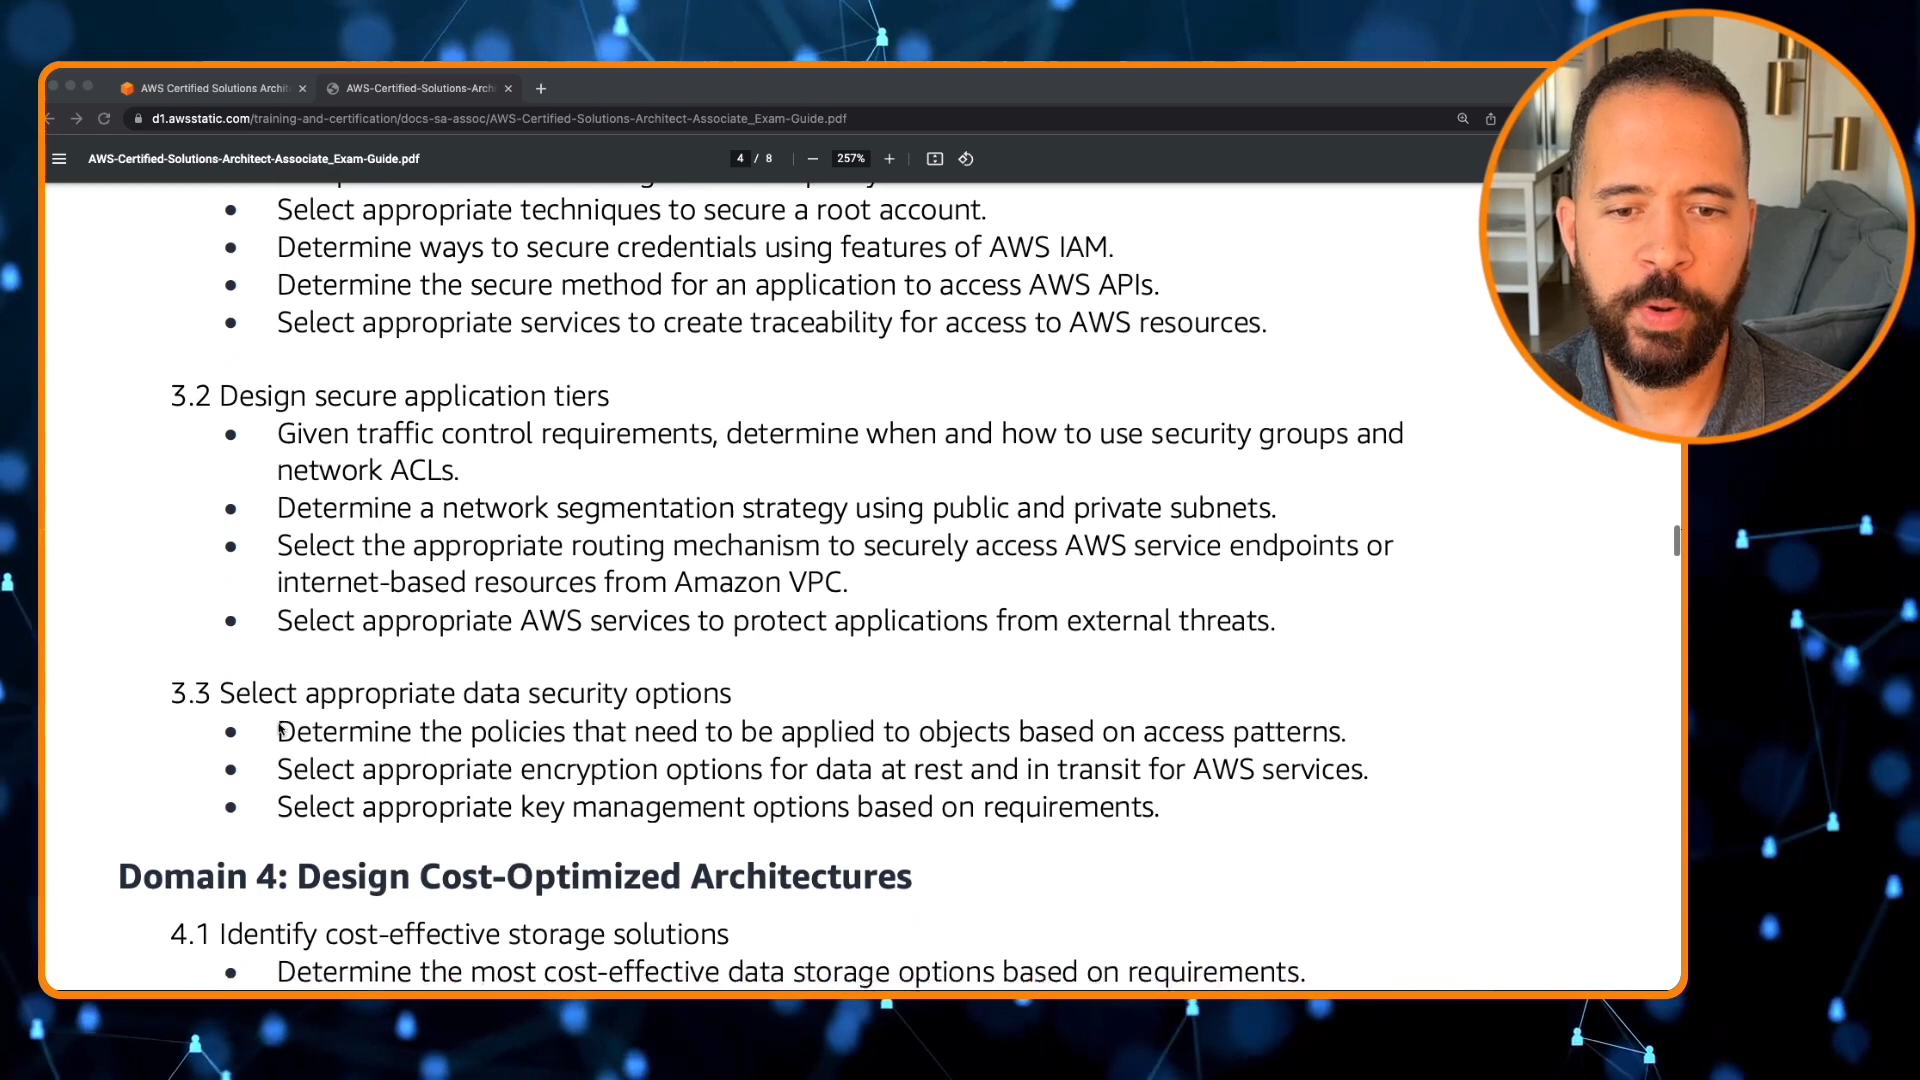 AWS Certified Solutions Archit
AWS-Certified-Solutions-Arch
d1.awsstatic.com/training-and-certification/docs-sa-assoc/AWS-Certified-Solutions-Architect-Associate_Exam-Guide.pdf
AWS-Certified-Solutions-Architect-Associate_Exam-Guide.pdf
4 / 8
257%
• Select appropriate techniques to secure a root account.
• Determine ways to secure credentials using features of AWS IAM.
• Determine the secure method for an application to access AWS APIs.
• Select appropriate services to create traceability for access to AWS resources.
3.2 Design secure application tiers
• Given traffic control requirements, determine when and how to use security groups and
network ACLs.
• Determine a network segmentation strategy using public and private subnets.
• Select the appropriate routing mechanism to securely access AWS service endpoints or
internet-based resources from Amazon VPC.
• Select appropriate AWS services to protect applications from external threats.
3.3 Select appropriate data security options
• Determine the policies that need to be applied to objects based on access patterns.
• Select appropriate encryption options for data at rest and in transit for AWS services.
• Select appropriate key management options based on requirements.
Domain 4: Design Cost-Optimized Architectures
4.1 Identify cost-effective storage solutions
• Determine the most cost-effective data storage options based on requirements.